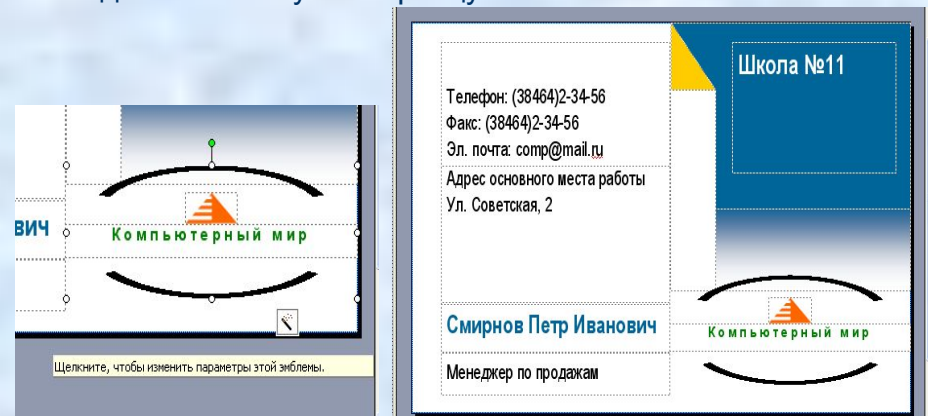 вич
Компьютерный мир
Щелкните, чтобы изменить параметры этой эмблемы.
Школа №11
Телефон: (38464)2-34-56
Факс: (38464)2-34-56
Эл. почта: comp@mail.ru
Адрес основного места работы
Ул. Советская, 2
Смирнов Петр Иванович
Компьютерный мир
Менеджер по продажам